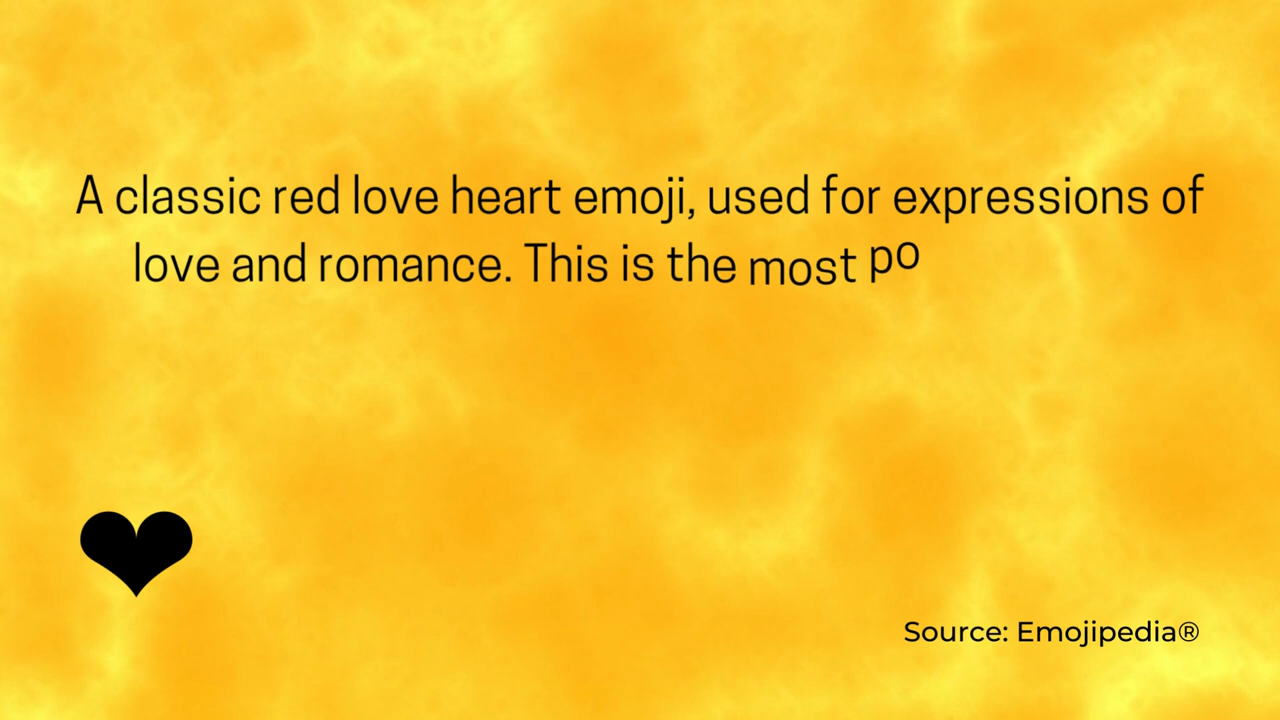 A classic red love heart emoji, used for expressions of
love and romance. This is the most po
Source: Emojipedia®